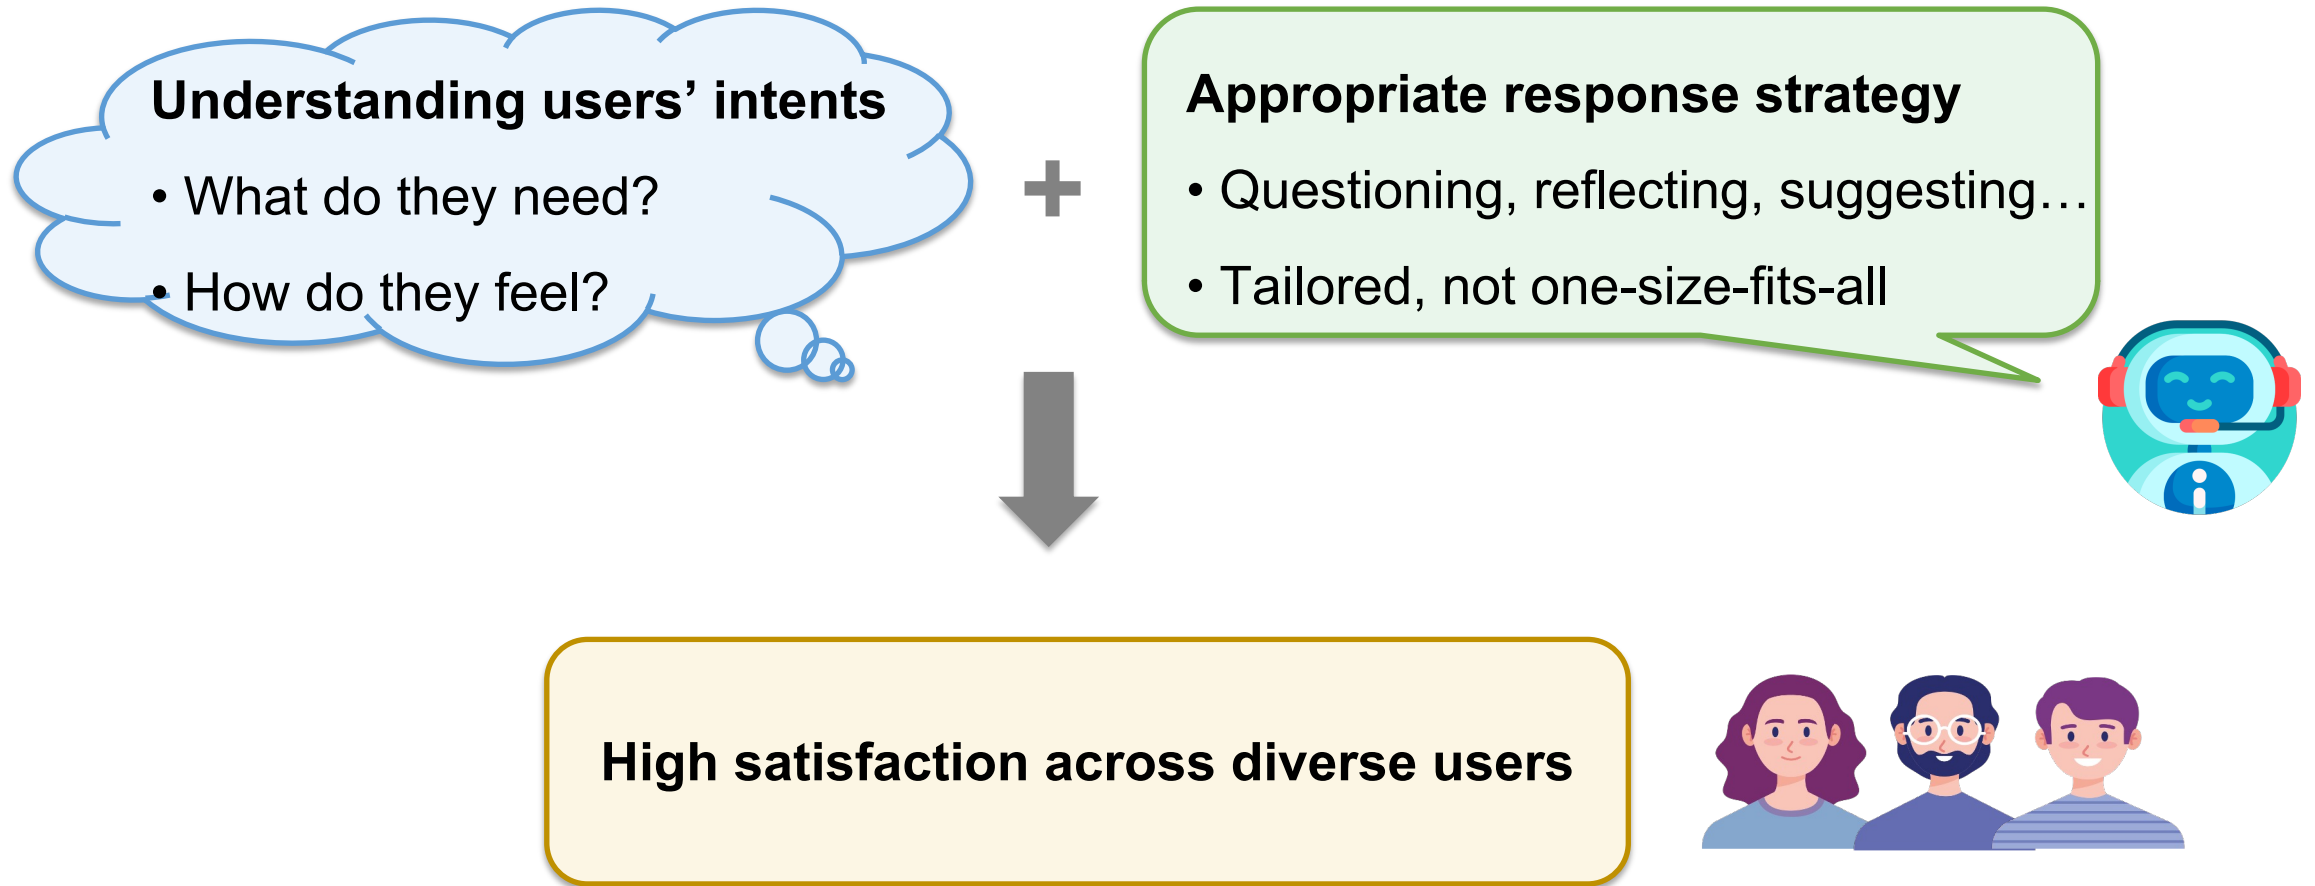 Understanding users’ intents
• What do they need?
• How do they feel?
+
Appropriate response strategy
• Questioning, reflecting, suggesting…
• Tailored, not one-size-fits-all
i
High satisfaction across diverse users